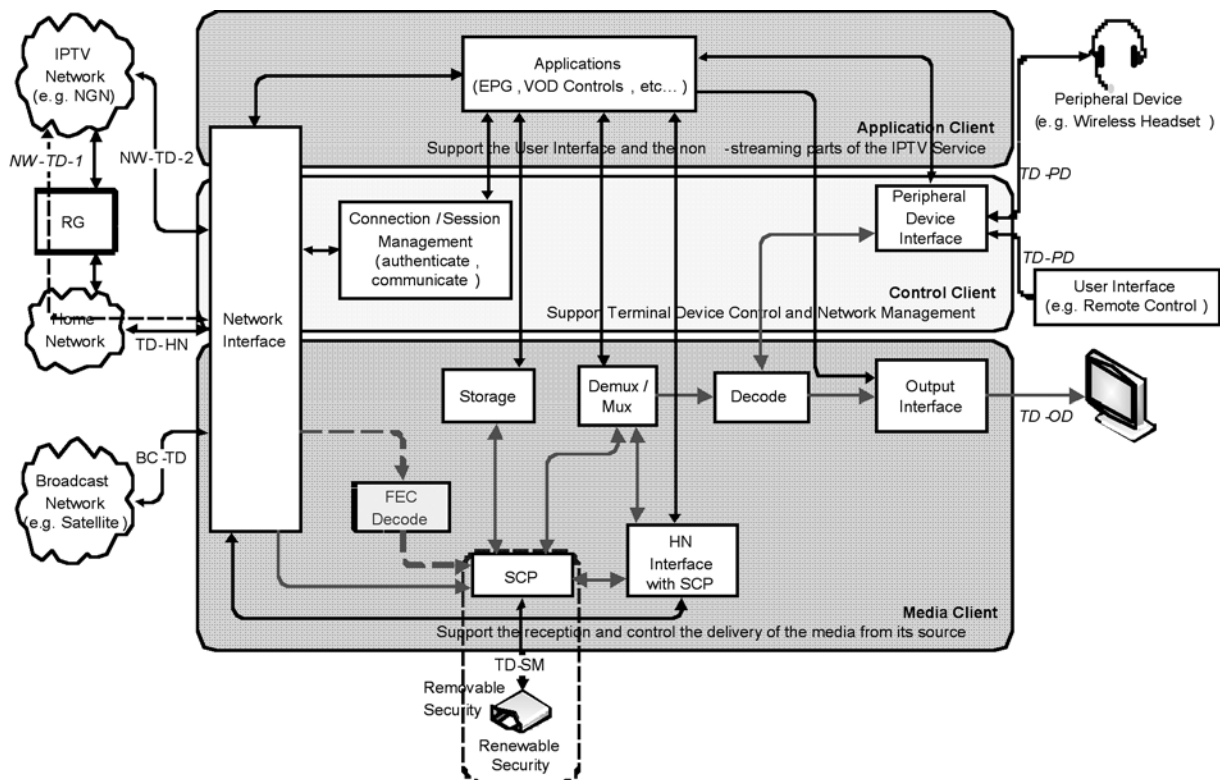 IPTV
Network
(e.g. NGN)
NW-TD-1
NW-TD-2
RG
Home
Network
TD-HN
Network
Interface
BC-TD
Broadcast
Network
(e.g. Satellite)
Applications
(EPG, VOD Controls, etc...)
Application Client
Support the User Interface and the non -streaming parts of the IPTV Service
Connection / Session
Management
(authenticate,
communicate)
Peripheral
Device
Interface
Control Client
Support Terminal Device Control and Network Management
Peripheral Device
(e.g. Wireless Headset)
TD-PD
TD-PD
User Interface
(e.g. Remote Control)
Storage
Demux /
Mux
Decode
Output
Interface
TD-OD
FEC
Decode
SCP
HN
Interface
with SCP
Media Client
Support the reception and control the delivery of the media from its source
TD-SM
Removable
Security
Renewable
Security